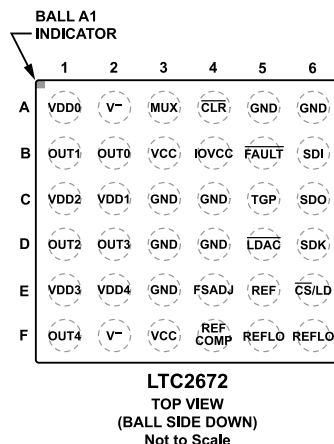 BALL A1
INDICATOR
1 2 3 4 5 6
A VDD0 V– MUX CLR GND GND
B OUT1 OUT0 VCC IOVCC FAULT SDI
C VDD2 VDD1 GND GND TGP SDO
D OUT2 OUT3 GND GND LDAC SDK
E VDD3 VDD4 GND FSADJ REF CS/LD
F OUT4 V– VCC REF COMP REFLO REFLO
LTC2672
TOP VIEW
(BALL SIDE DOWN)
Not to Scale